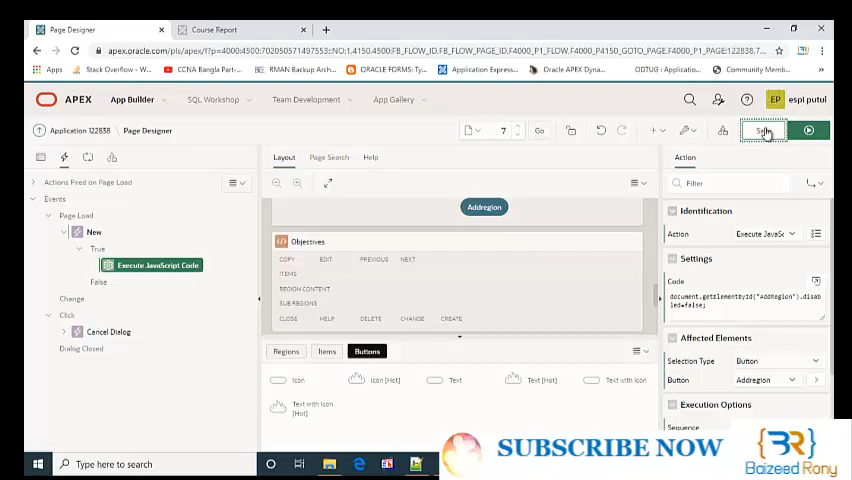 Page Designer
Course Report
apex.oracle.com/pls/apex/f?p=4000:4500:702050571497553::NO:1,4150,4500:FB_FLOW_ID,FB_FLOW_PAGE_ID,F4000_P1_FLOW,F4000_P4150_GOTO_PAGE,F4000_P1_PAGE:122838,7...
Apps
Stack Overflow - W...
CCNA Bangla Part-...
RMAN Backup Arch...
ORACLE FORMS: Ty...
Application Express...
Oracle APEX Dyna...
ODTUG : Applicatio...
Community Memb...
APEX
App Builder
SQL Workshop
Team Development
App Gallery
EP
espl putul
Application 122838 \ Page Designer
7
Go
Layout
Page Search
Help
Action
Actions Fired on Page Load
Events
Page Load
New
True
Execute JavaScript Code
False
Change
Click
Cancel Dialog
Dialog Closed
Addregion
Objectives
COPY EDIT PREVIOUS NEXT
ITEMS
REGION CONTENT
SUB REGIONS
CLOSE HELP DELETE CHANGE CREATE
Regions
Items
Buttons
Icon
Icon [Hot]
Text
Text [Hot]
Text with Icon
Text with Icon
[Hot]
Filter
Identification
Action
Execute JavaSc
Settings
Code
document.getElementById("AddRegion").disab
led=false;
Affected Elements
Selection Type
Button
Button
Addregion
Execution Options
Sequence
Type here to search
SUBSCRIBE NOW
BR
Baizeed Rony